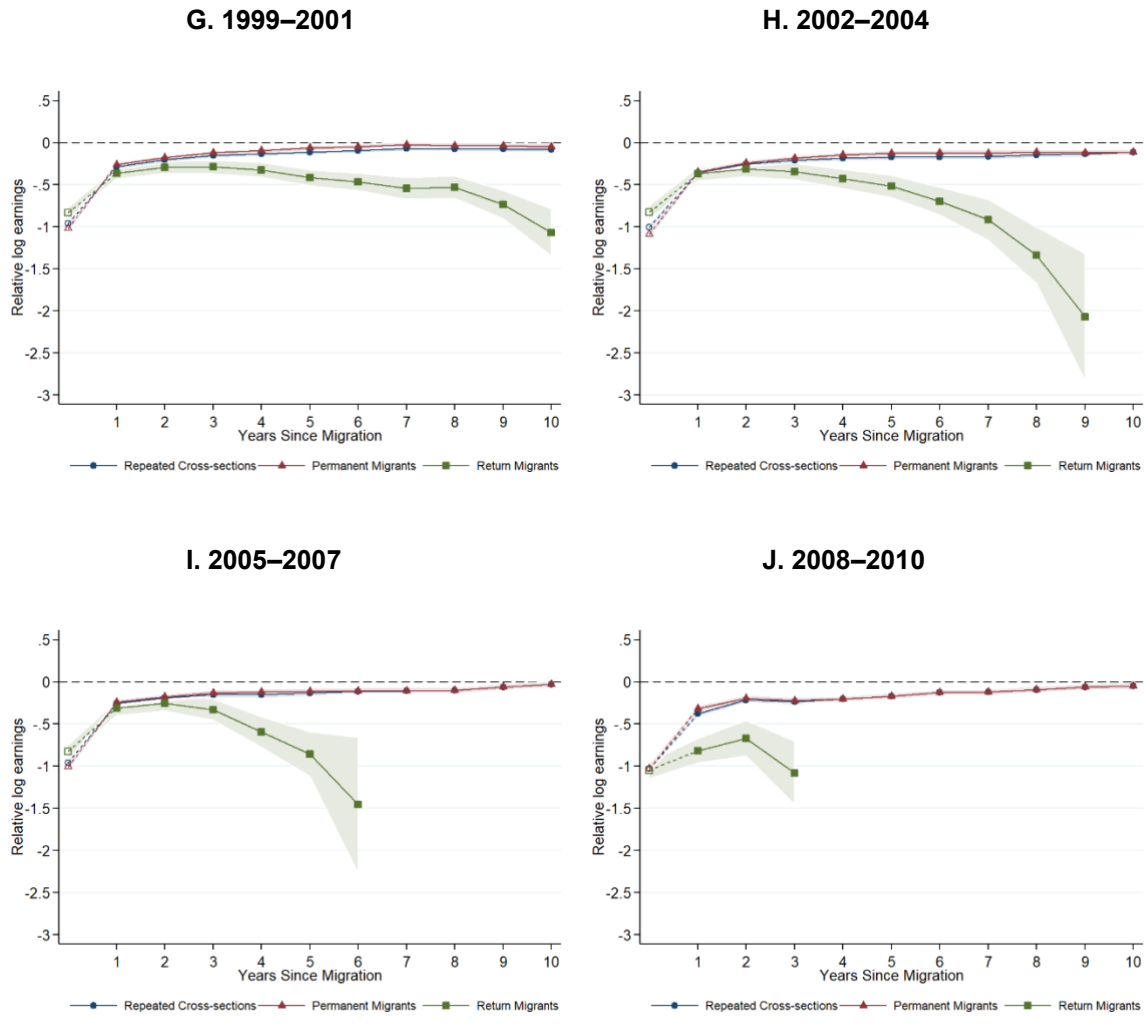 G. 1999–2001
H. 2002–2004
.5
0
-.5
-1
-1.5
-2
-2.5
-3
Relative log earnings
1 2 3 4 5 6 7 8 9 10
Years Since Migration
Repeated Cross-sections Permanent Migrants Return Migrants
.5
0
-.5
-1
-1.5
-2
-2.5
-3
Relative log earnings
1 2 3 4 5 6 7 8 9 10
Years Since Migration
Repeated Cross-sections Permanent Migrants Return Migrants
I. 2005–2007
J. 2008–2010
.5
0
-.5
-1
-1.5
-2
-2.5
-3
Relative log earnings
1 2 3 4 5 6 7 8 9 10
Years Since Migration
Repeated Cross-sections Permanent Migrants Return Migrants
.5
0
-.5
-1
-1.5
-2
-2.5
-3
Relative log earnings
1 2 3 4 5 6 7 8 9 10
Years Since Migration
Repeated Cross-sections Permanent Migrants Return Migrants